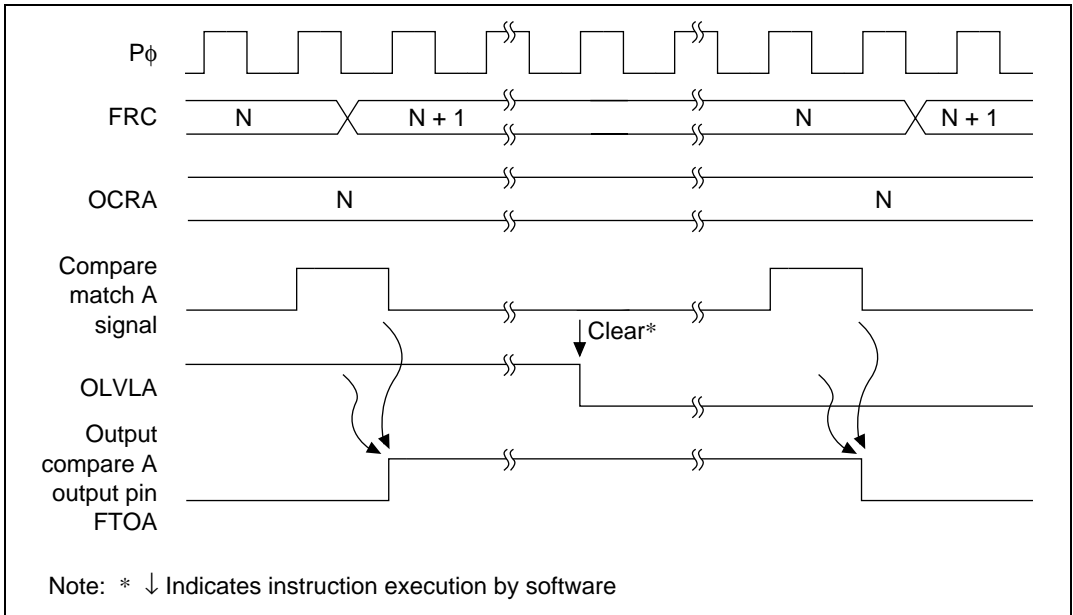 Pϕ
FRC
N
N + 1
N
N + 1
OCRA
N
N
Compare
match A
signal
Clear*
OLVLA
Output
compare A
output pin
FTOA
Note: * ↓ Indicates instruction execution by software